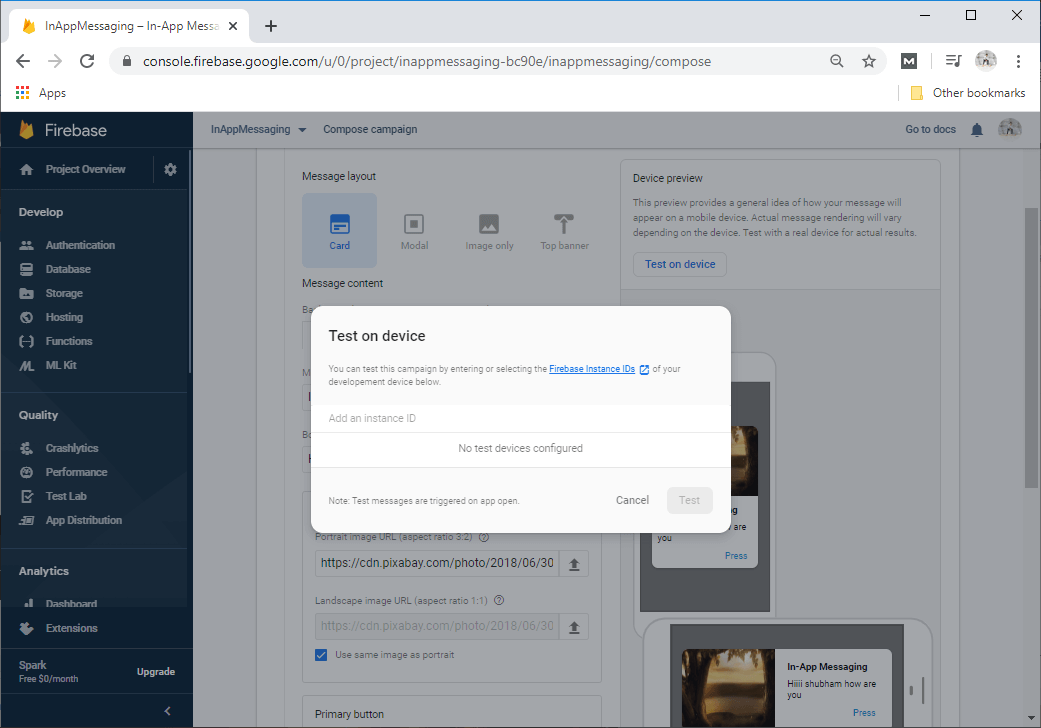 InAppMessaging – In-App Messa
console.firebase.google.com/u/0/project/inappmessaging-bc90e/inappmessaging/compose
M
Apps
Other bookmarks
Firebase
InAppMessaging
Compose campaign
Go to docs
Project Overview
Develop
Authentication
Database
Storage
Hosting
Functions
ML Kit
Quality
Crashlytics
Performance
Test Lab
App Distribution
Analytics
Dashboard
Extensions
Spark
Free $0/month
Upgrade
Message layout
Card
Modal
Image only
Top banner
Message content
Device preview
This preview provides a general idea of how your message will
appear on a mobile device. Actual message rendering will vary
depending on the device. Test with a real device for actual results.
Test on device
Test on device
You can test this campaign by entering or selecting the Firebase Instance IDs of your
developement device below.
Add an instance ID
No test devices configured
Note: Test messages are triggered on app open.
Cancel
Test
Portrait image URL (aspect ratio 3:2)
https://cdn.pixabay.com/photo/2018/06/30
Landscape image URL (aspect ratio 1:1)
https://cdn.pixabay.com/photo/2018/06/30
Use same image as portrait
Primary button
are
you
Press
In-App Messaging
Hiiii shubham how are
you
Press